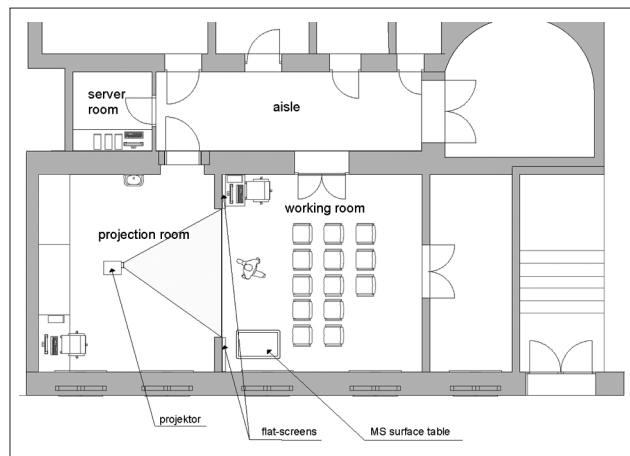 server
room
aisle
working room
projection room
projektor
flat-screens
MS surface table